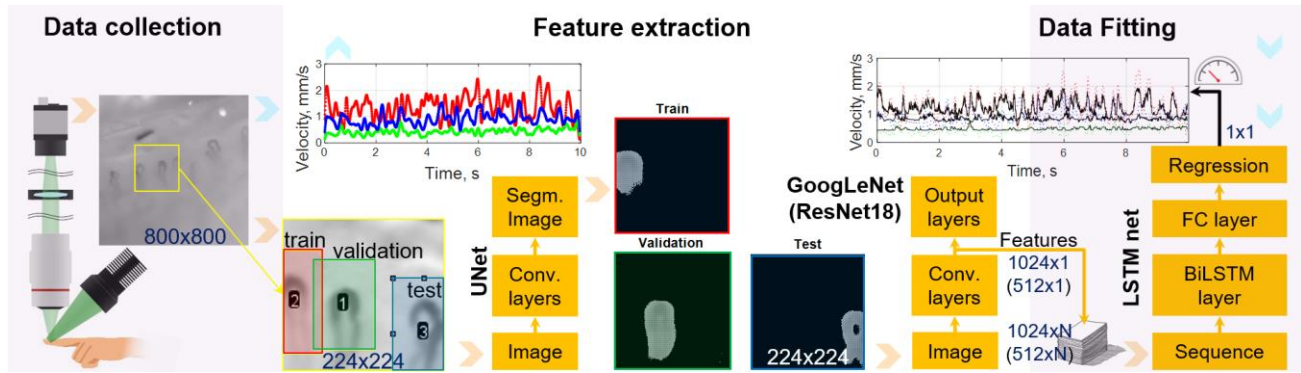 Data collection
Feature extraction
Data Fitting
800x800
Velocity, mm/s
3
2
1
0
0 2 4 6 8 10
Time, s
train
validation
test
2
1
3
224x224
UNet
Segm.
Image
Conv.
layers
Image
Train
Validation
Test
224x224
GoogLeNet
(ResNet18)
Output
layers
Conv.
layers
Image
Features
1024x1
(512x1)
1024xN
(512xN)
Velocity, mm/s
3
2
1
0
0 2 4 6 8
Time, s
1x1
LSTM net
Regression
FC layer
BiLSTM
layer
Sequence